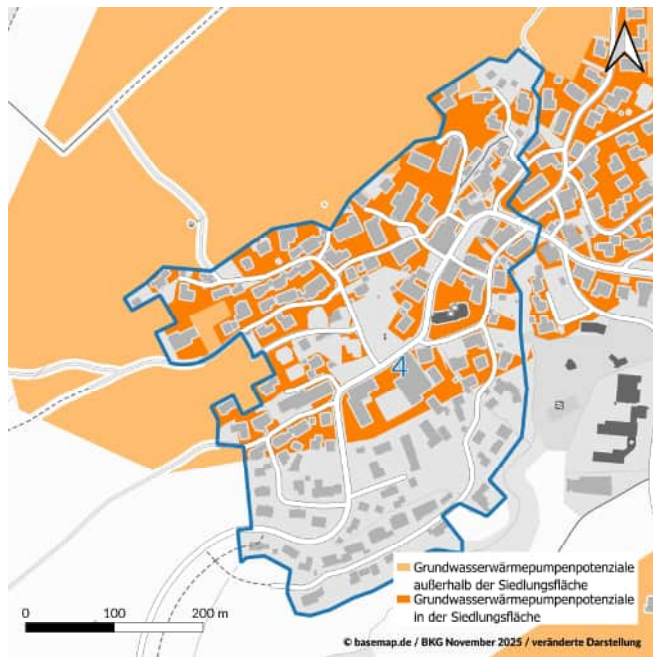 4
Grundwasserwärmepumpenpotenziale
außerhalb der Siedlungsfläche
Grundwasserwärmepumpenpotenziale
in der Siedlungsfläche
0 100 200 m
© basemap.de / BKG November 2025 / veränderte Darstellung